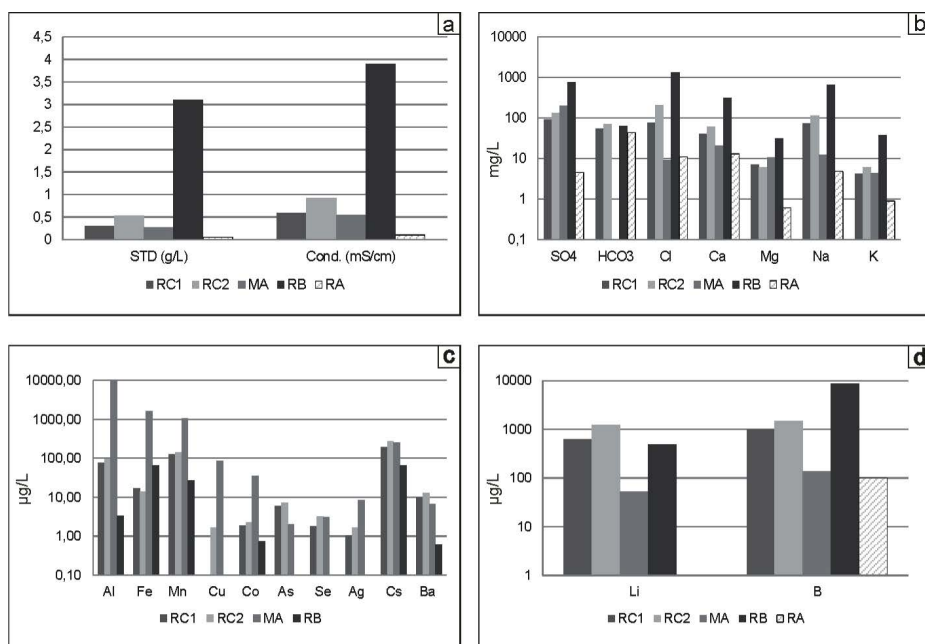 a
4,5
4
3,5
3
2,5
2
1,5
1
0,5
0
STD (g/L) Cond. (mS/cm)
RC1 RC2 MA RB RA
b
mg/L
10000
1000
100
10
1
0,1
SO4 HCO3 Cl Ca Mg Na K
RC1 RC2 MA RB RA
c
µg/L
10000,00
1000,00
100,00
10,00
1,00
0,10
Al Fe Mn Cu Co As Se Ag Cs Ba
RC1 RC2 MA RB
d
µg/L
10000
1000
100
10
1
Li B
RC1 RC2 MA RB RA